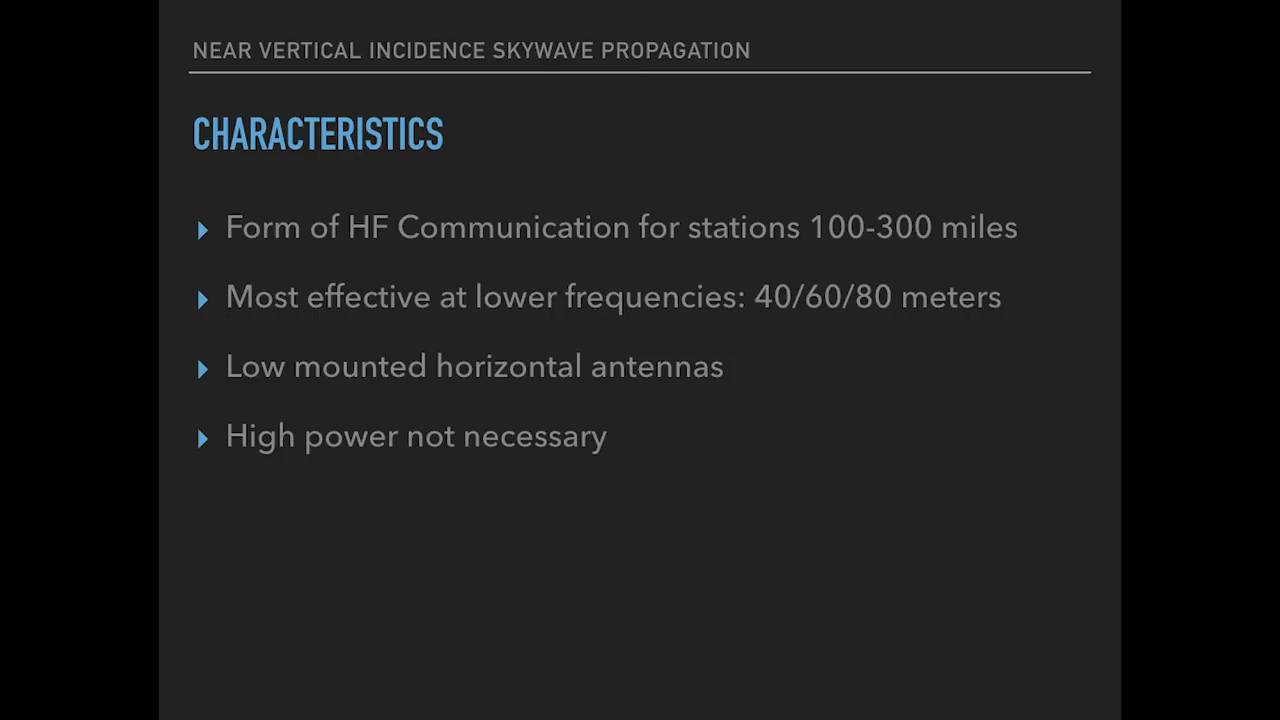 NEAR VERTICAL INCIDENCE SKYWAVE PROPAGATION
CHARACTERISTICS
Form of HF Communication for stations 100-300 miles
Most effective at lower frequencies: 40/60/80 meters
Low mounted horizontal antennas
High power not necessary